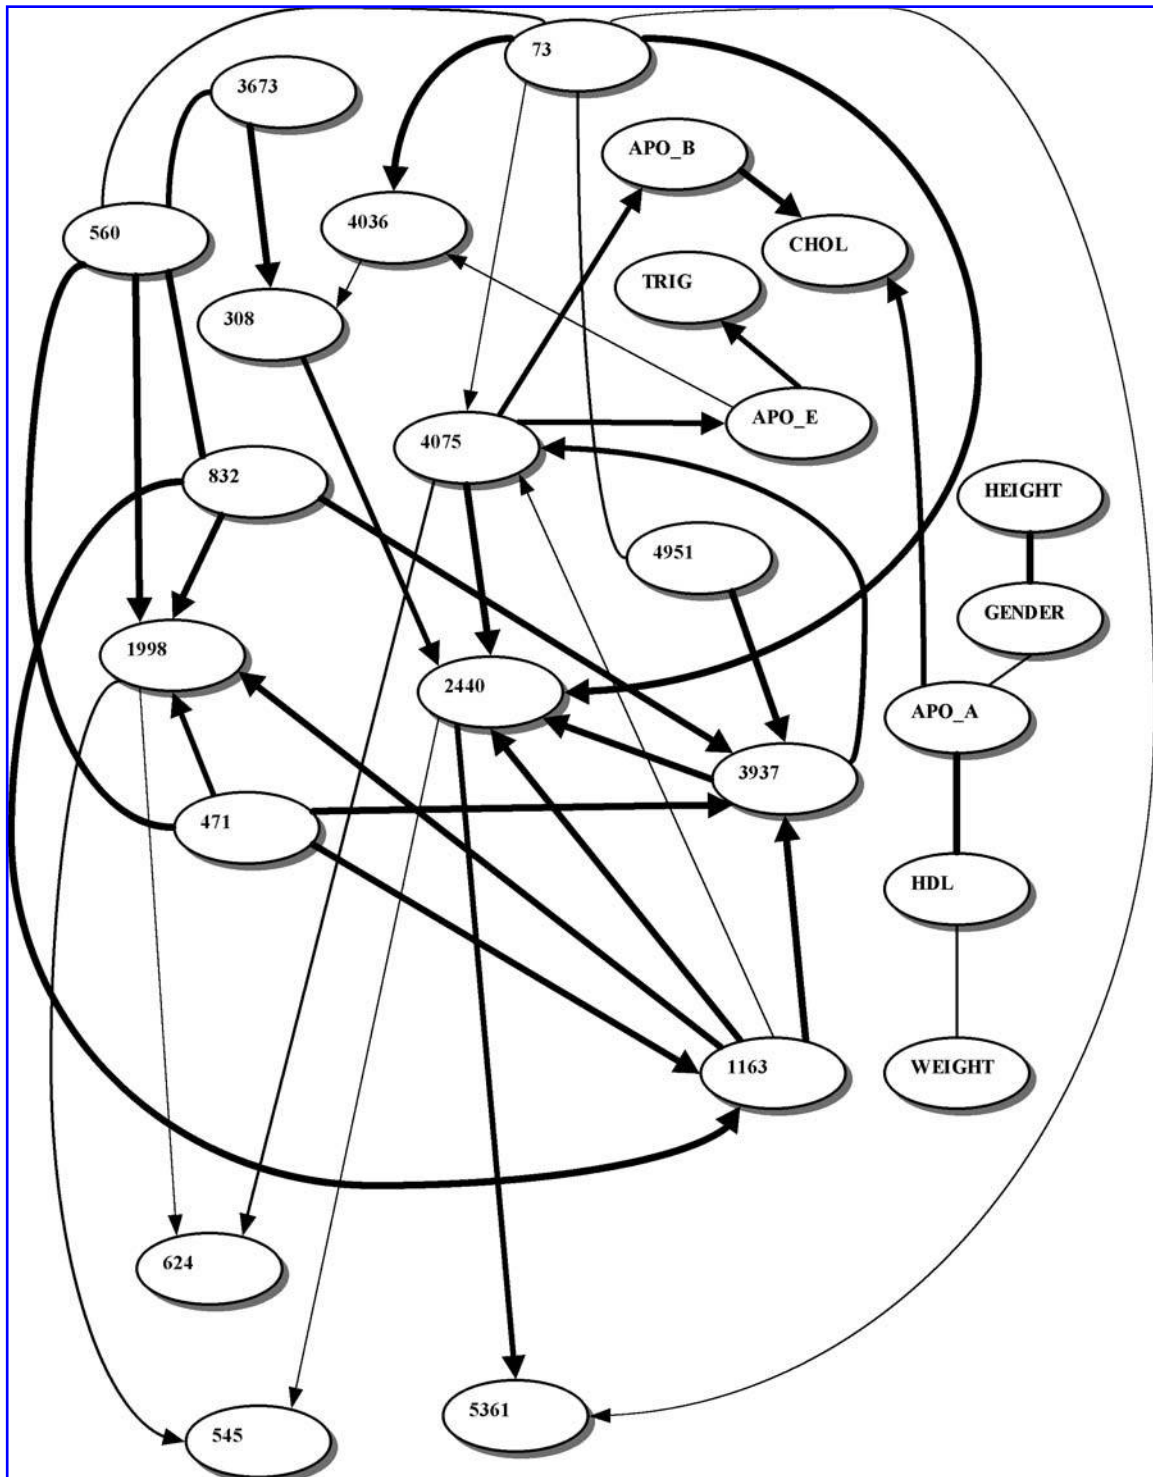 73
3673
APO_B
4036
560
CHOL
TRIG
308
APO_E
4075
832
HEIGHT
4951
GENDER
1998
2440
APO_A
3937
471
HDL
1163
WEIGHT
624
5361
545